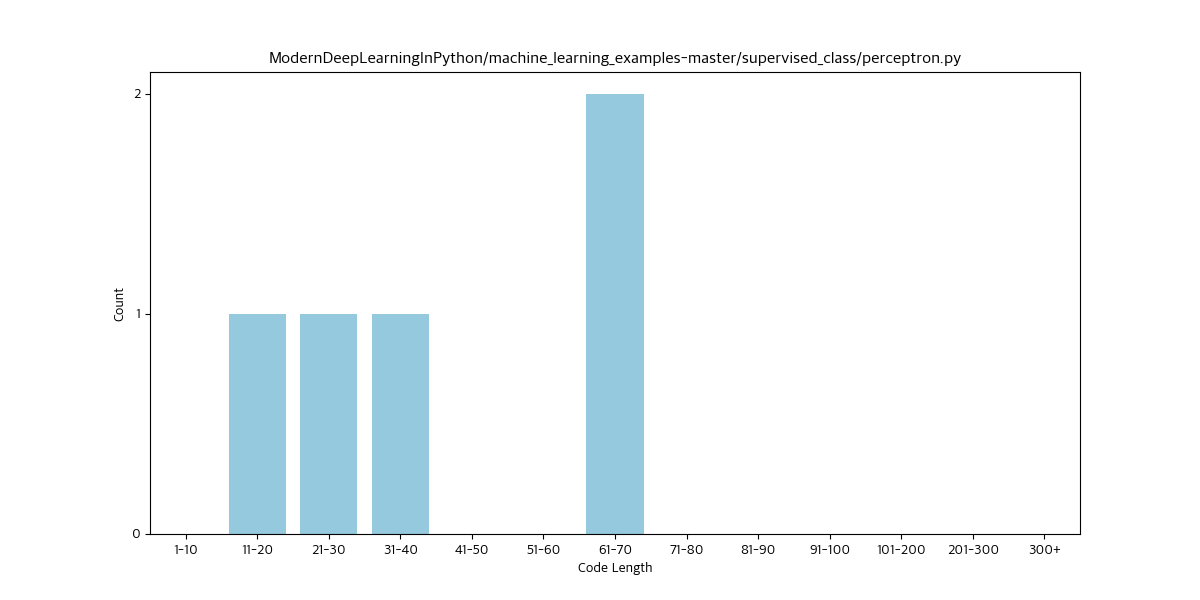 ModernDeepLearningInPython/machine_learning_examples-master/supervised_class/perceptron.py
2
1
0
Count
1-10 11-20 21-30 31-40 41-50 51-60 61-70 71-80 81-90 91-100 101-200 201-300 300+
Code Length